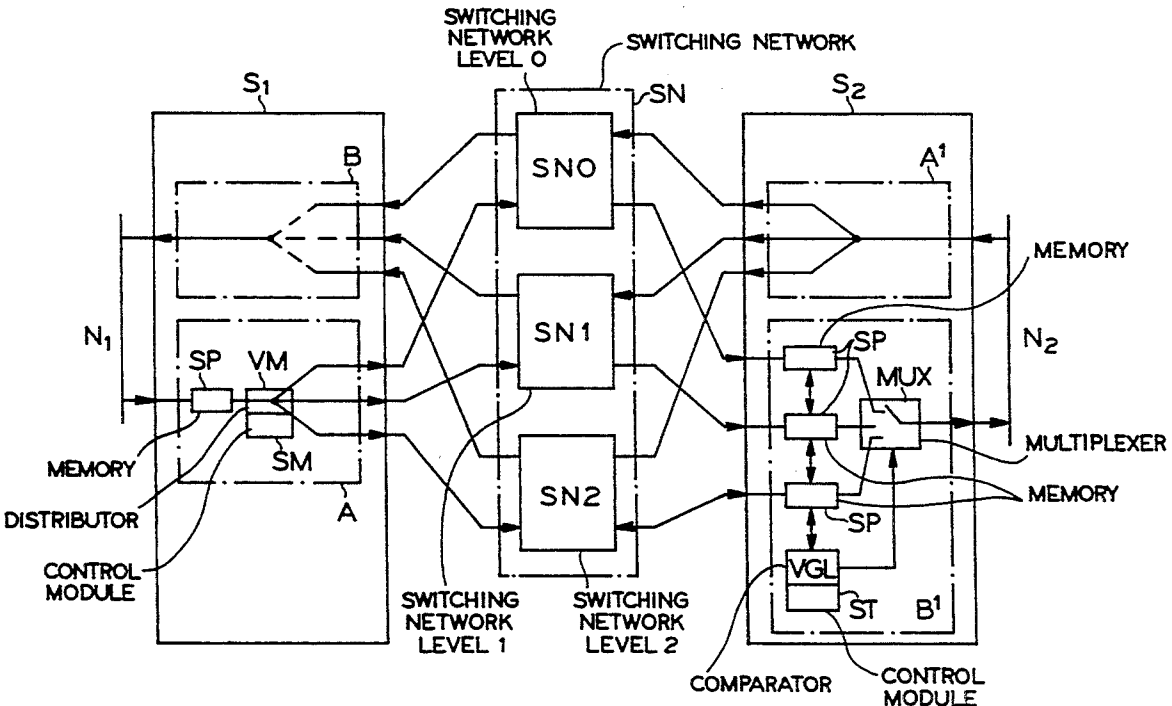 SWITCHING
NETWORK
LEVEL 0
SWITCHING NETWORK
S1
SN
S2
B
SN0
A1
MEMORY
N1
SN1
N2
SP
VM
SP
MUX
MEMORY
SM
MULTIPLEXER
DISTRIBUTOR
A
SN2
SP
MEMORY
CONTROL
MODULE
VGL
ST
B1
SWITCHING
NETWORK
LEVEL 1
SWITCHING
NETWORK
LEVEL 2
COMPARATOR
CONTROL
MODULE